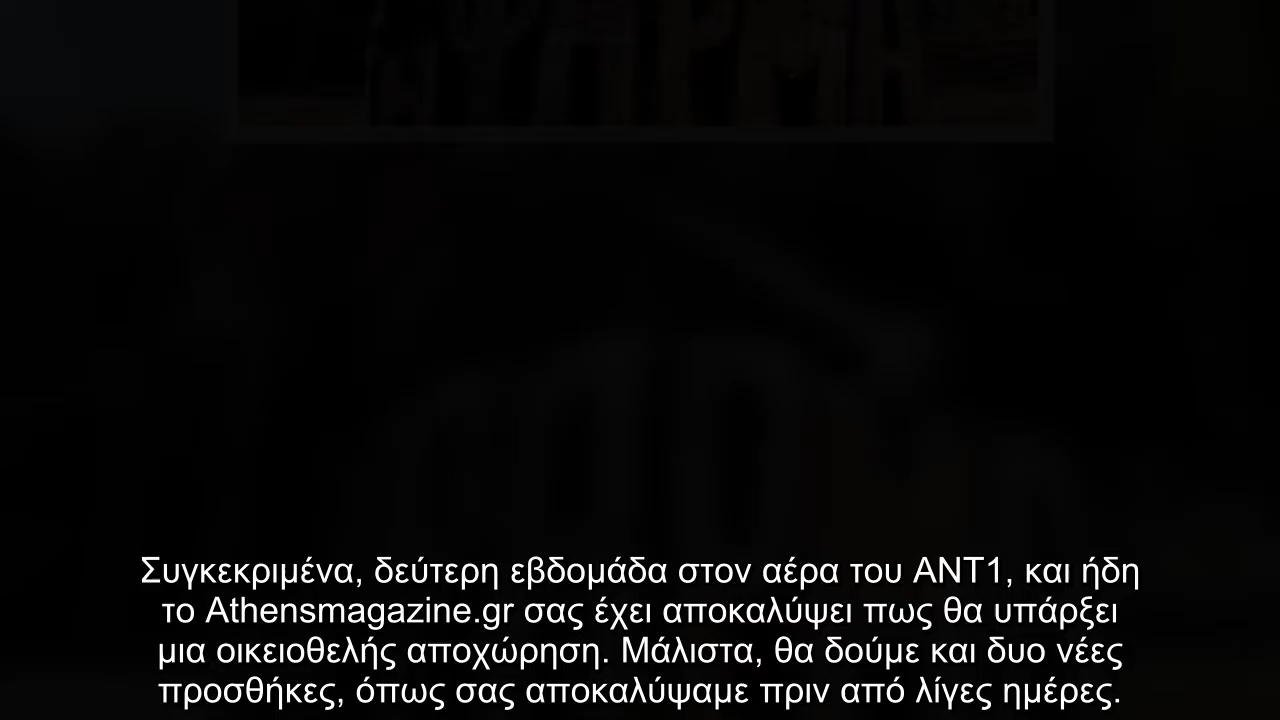 Συγκεκριμένα, δεύτερη εβδομάδα στον αέρα του ΑΝΤ1, και ήδη
το Athensmagazine.gr σας έχει αποκαλύψει πως θα υπάρξει
μια οικειοθελής αποχώρηση. Μάλιστα, θα δούμε και δυο νέες
προσθήκες, όπως σας αποκαλύψαμε πριν από λίγες ημέρες.